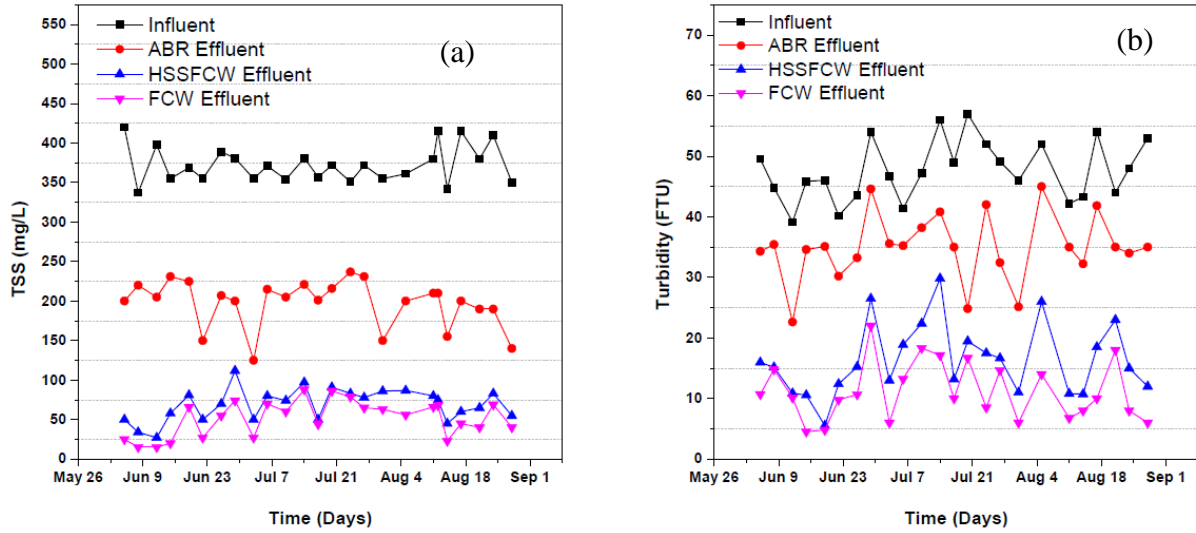 550
500
450
400
350
300
250
200
150
100
50
0
TSS (mg/L)
Influent
ABR Effluent
HSSFCW Effluent
FCW Effluent
(a)
May 26 Jun 9 Jun 23 Jul 7 Jul 21 Aug 4 Aug 18 Sep 1
Time (Days)
70
60
50
40
30
20
10
0
Turbidity (FTU)
Influent
ABR Effluent
HSSFCW Effluent
FCW Effluent
(b)
May 26 Jun 9 Jun 23 Jul 7 Jul 21 Aug 4 Aug 18 Sep 1
Time (Days)